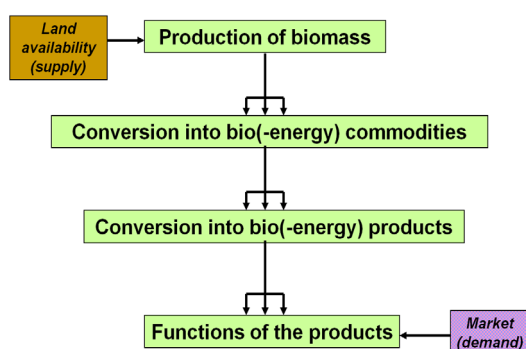 Land
availability
(supply)
Production of biomass
Conversion into bio(-energy) commodities
Conversion into bio(-energy) products
Functions of the products
Market
(demand)